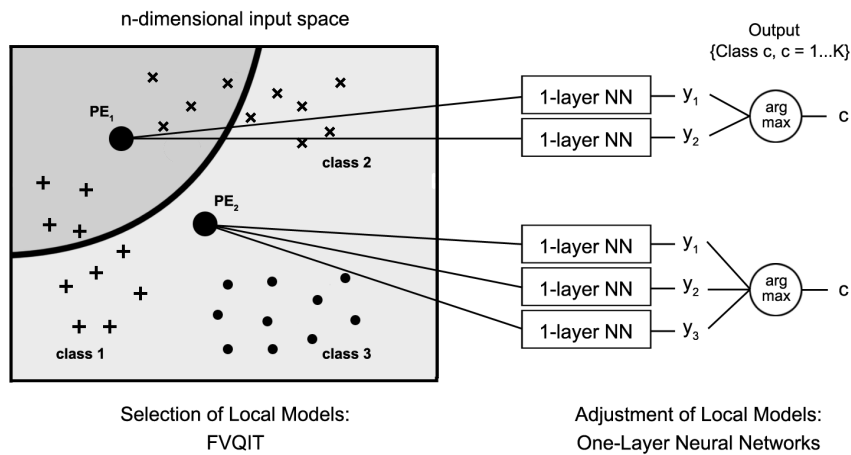 n-dimensional input space
Output
{Class c, c = 1...K}
PE1
class 2
PE2
class 1
class 3
1-layer NN
y1
1-layer NN
y2
arg
max
c
1-layer NN
y1
1-layer NN
y2
1-layer NN
y3
arg
max
c
Selection of Local Models:
FVQIT
Adjustment of Local Models:
One-Layer Neural Networks